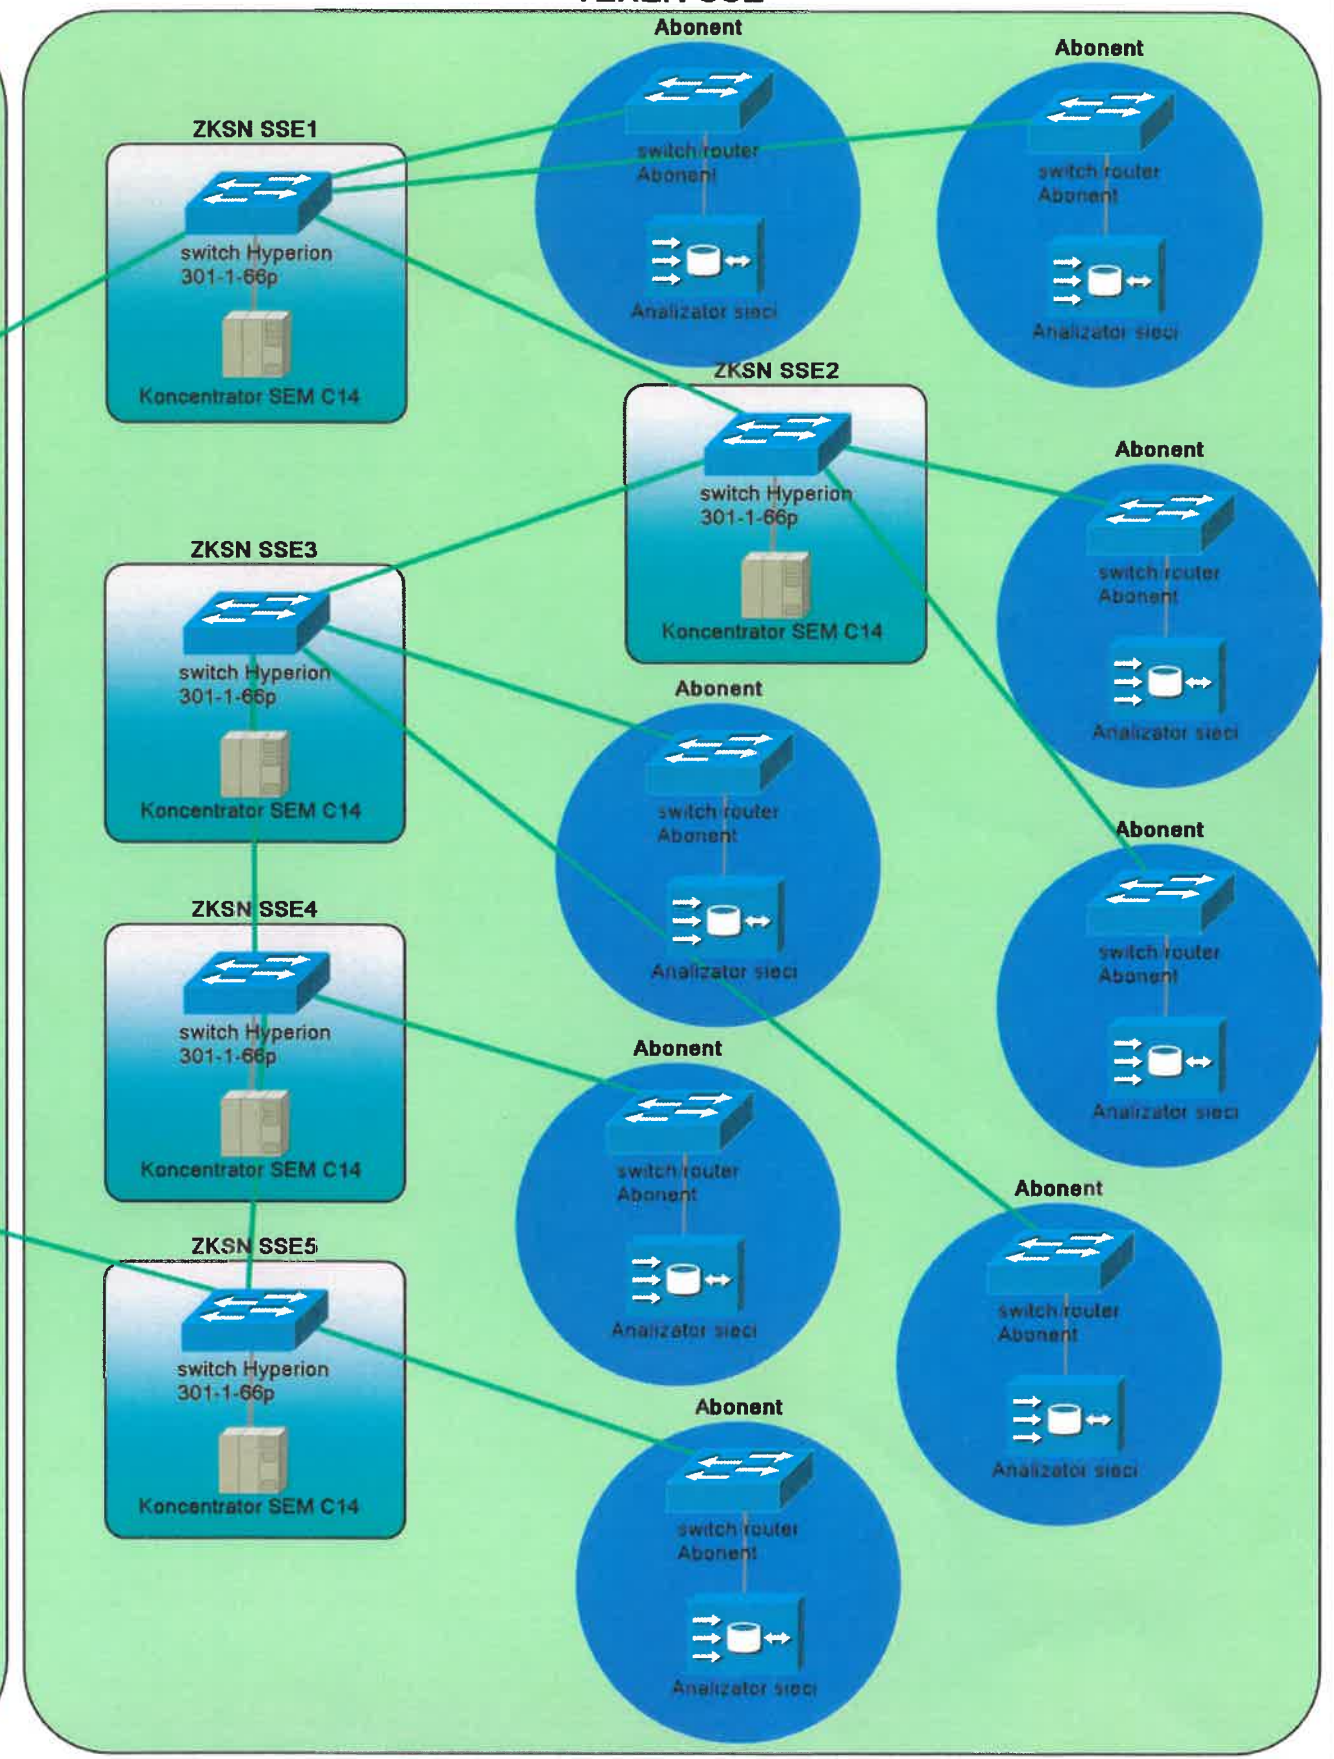 Abonent
switch router
Abonent
Analizator sieci
Abonent
switch router
Abonent
Analizator sieci
ZKSN SSE1
switch Hyperion
301-1-66p
Koncentrator SEM C14
ZKSN SSE2
switch Hyperion
301-1-66p
Koncentrator SEM C14
Abonent
switch router
Abonent
Analizator sieci
ZKSN SSE3
switch Hyperion
301-1-66p
Koncentrator SEM C14
Abonent
switch router
Abonent
Analizator sieci
Abonent
switch router
Abonent
Analizator sieci
ZKSN SSE4
switch Hyperion
301-1-66p
Koncentrator SEM C14
Abonent
switch router
Abonent
Analizator sieci
Abonent
switch router
Abonent
Analizator sieci
ZKSN SSE5
switch Hyperion
301-1-66p
Koncentrator SEM C14
Abonent
switch router
Abonent
Analizator sieci